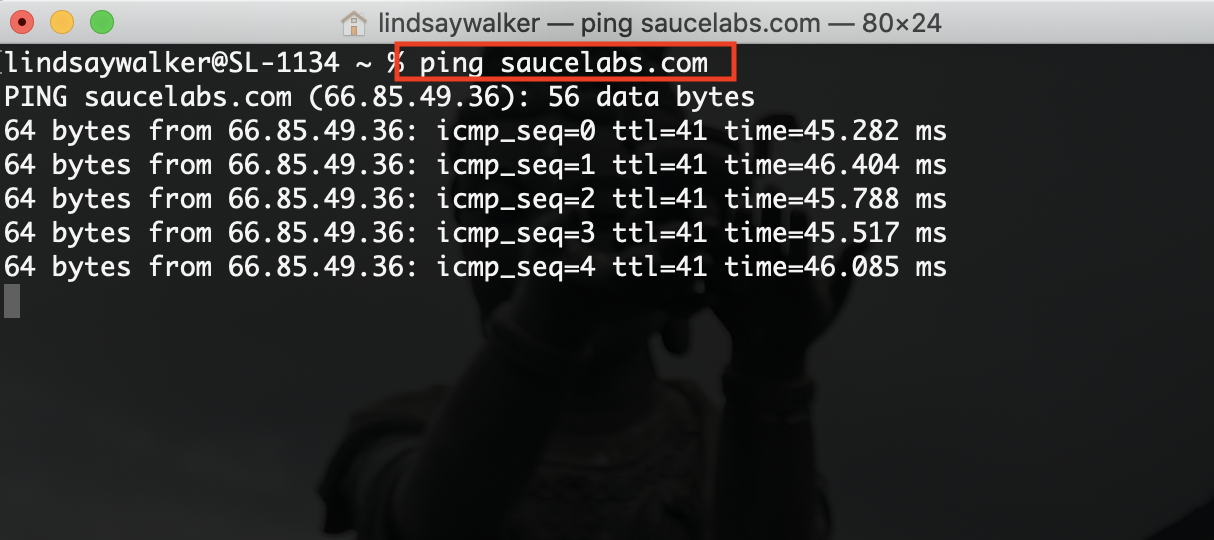 lindsaywalker — ping saucelabs.com — 80×24
lindsaywalker@SL-1134 ~ % ping saucelabs.com
PING saucelabs.com (66.85.49.36): 56 data bytes
64 bytes from 66.85.49.36: icmp_seq=0 ttl=41 time=45.282 ms
64 bytes from 66.85.49.36: icmp_seq=1 ttl=41 time=46.404 ms
64 bytes from 66.85.49.36: icmp_seq=2 ttl=41 time=45.788 ms
64 bytes from 66.85.49.36: icmp_seq=3 ttl=41 time=45.517 ms
64 bytes from 66.85.49.36: icmp_seq=4 ttl=41 time=46.085 ms